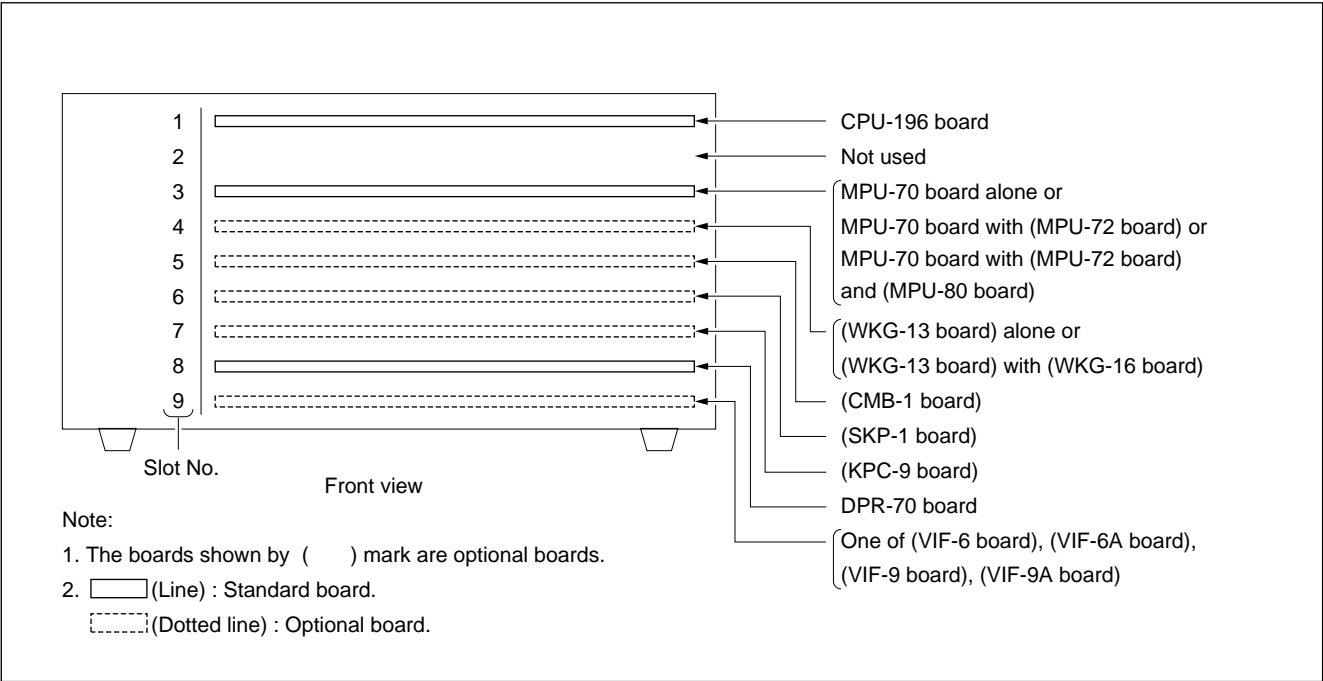 1
2
3
4
5
6
7
8
9
Slot No.
Front view
CPU-196 board
Not used
MPU-70 board alone or
MPU-70 board with (MPU-72 board) or
MPU-70 board with (MPU-72 board)
and (MPU-80 board)
(WKG-13 board) alone or
(WKG-13 board) with (WKG-16 board)
(CMB-1 board)
(SKP-1 board)
(KPC-9 board)
DPR-70 board
One of (VIF-6 board), (VIF-6A board),
(VIF-9 board), (VIF-9A board)
Note:
1. The boards shown by (    ) mark are optional boards.
2. (Line) : Standard board.
(Dotted line) : Optional board.